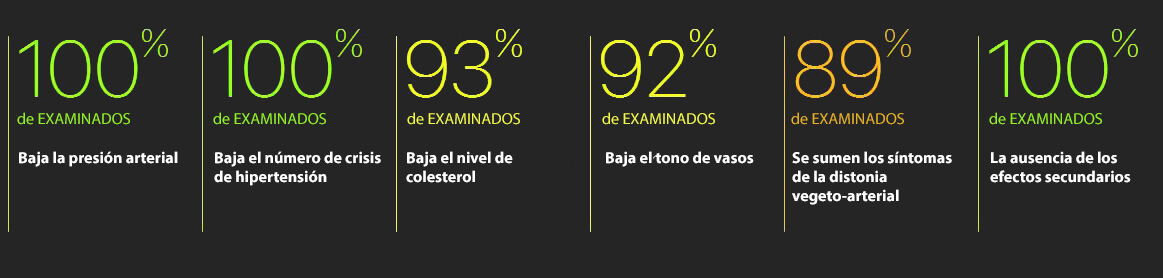 100%
de EXAMINADOS
Baja la presión arterial
100%
de EXAMINADOS
Baja el número de crisis
de hipertensión
93%
de EXAMINADOS
Baja el nivel de
colesterol
92%
de EXAMINADOS
Baja el tono de vasos
89%
de EXAMINADOS
Se sumen los síntomas
de la distonia
vegeto-arterial
100%
de EXAMINADOS
La ausencia de los
efectos secundarios